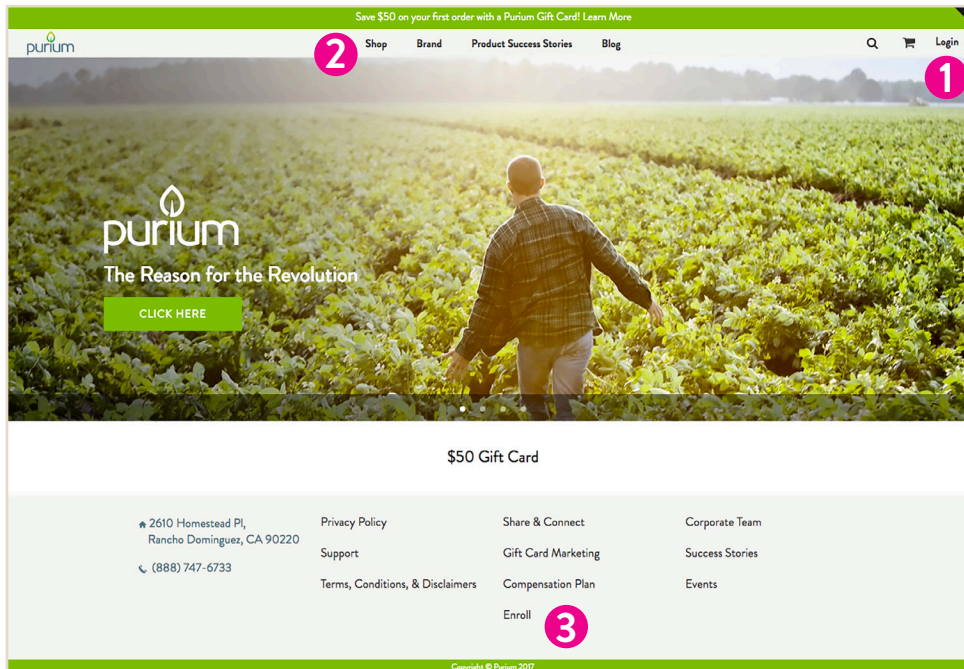 Save $50 on your first order with a Purium Gift Card! Learn More
purium
2
Shop
Brand
Product Success Stories
Blog
Login
1
purium
The Reason for the Revolution
CLICK HERE
$50 Gift Card
2610 Homestead Pl,
Rancho Dominguez, CA 90220
(888) 747-6733
Privacy Policy
Support
Terms, Conditions, & Disclaimers
Share & Connect
Gift Card Marketing
Compensation Plan
Enroll
3
Corporate Team
Success Stories
Events
Copyright © Purium 2017